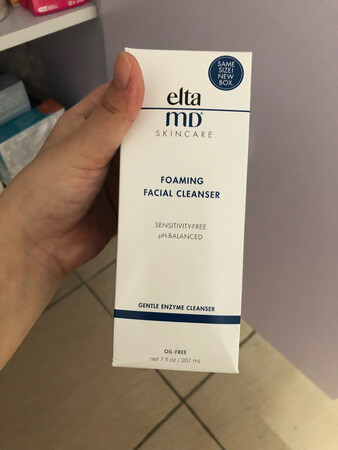 SAME
SIZE!
NEW
BOX
elta
MD®
SKINCARE
FOAMING
FACIAL CLEANSER
SENSITIVITY-FREE
pH-BALANCED
GENTLE ENZYME CLEANSER
OIL-FREE
net 7 fl oz / 207 mL